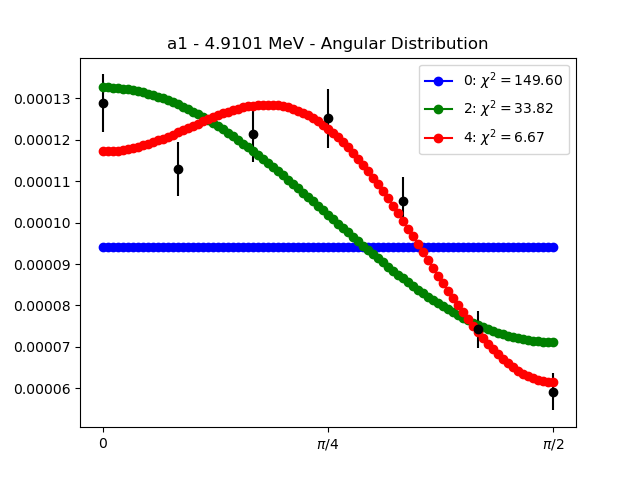 a1 - 4.9101 MeV - Angular Distribution
0: χ² = 149.60
2: χ² = 33.82
4: χ² = 6.67
0.00013
0.00012
0.00011
0.00010
0.00009
0.00008
0.00007
0.00006
0
π/4
π/2